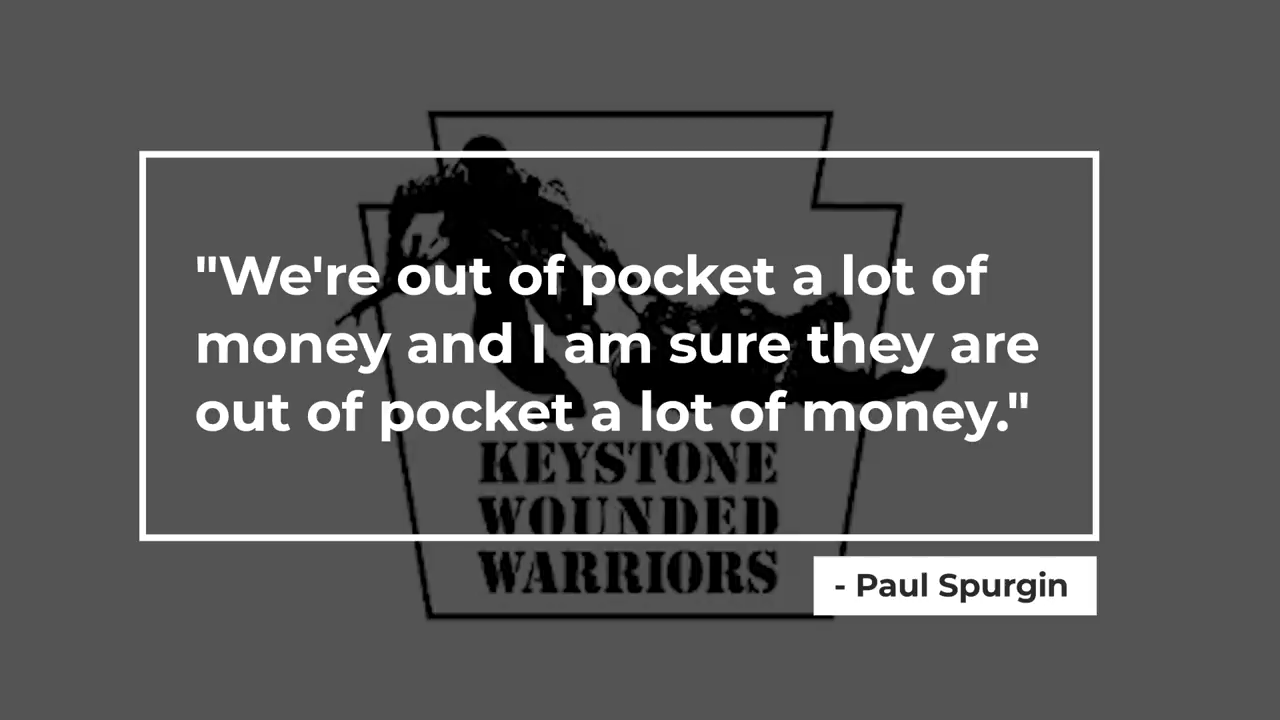 "We're out of pocket a lot of
money and I am sure they are
out of pocket a lot of money."
KEYSTONE
WOUNDED
WARRIORS
- Paul Spurgin